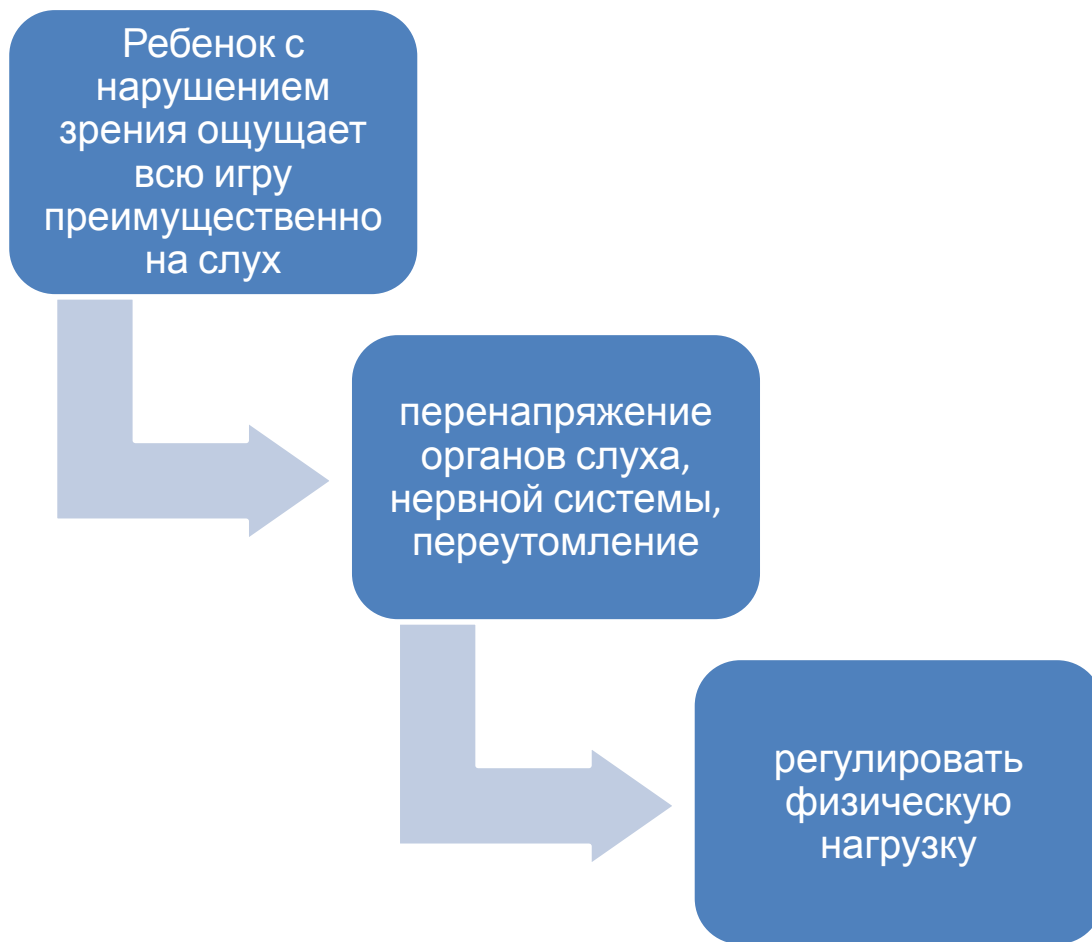 Ребенок с
нарушением
зрения ощущает
всю игру
преимущественно
на слух
перенапряжение
органов слуха,
нервной системы,
переутомление
регулировать
физическую
нагрузку